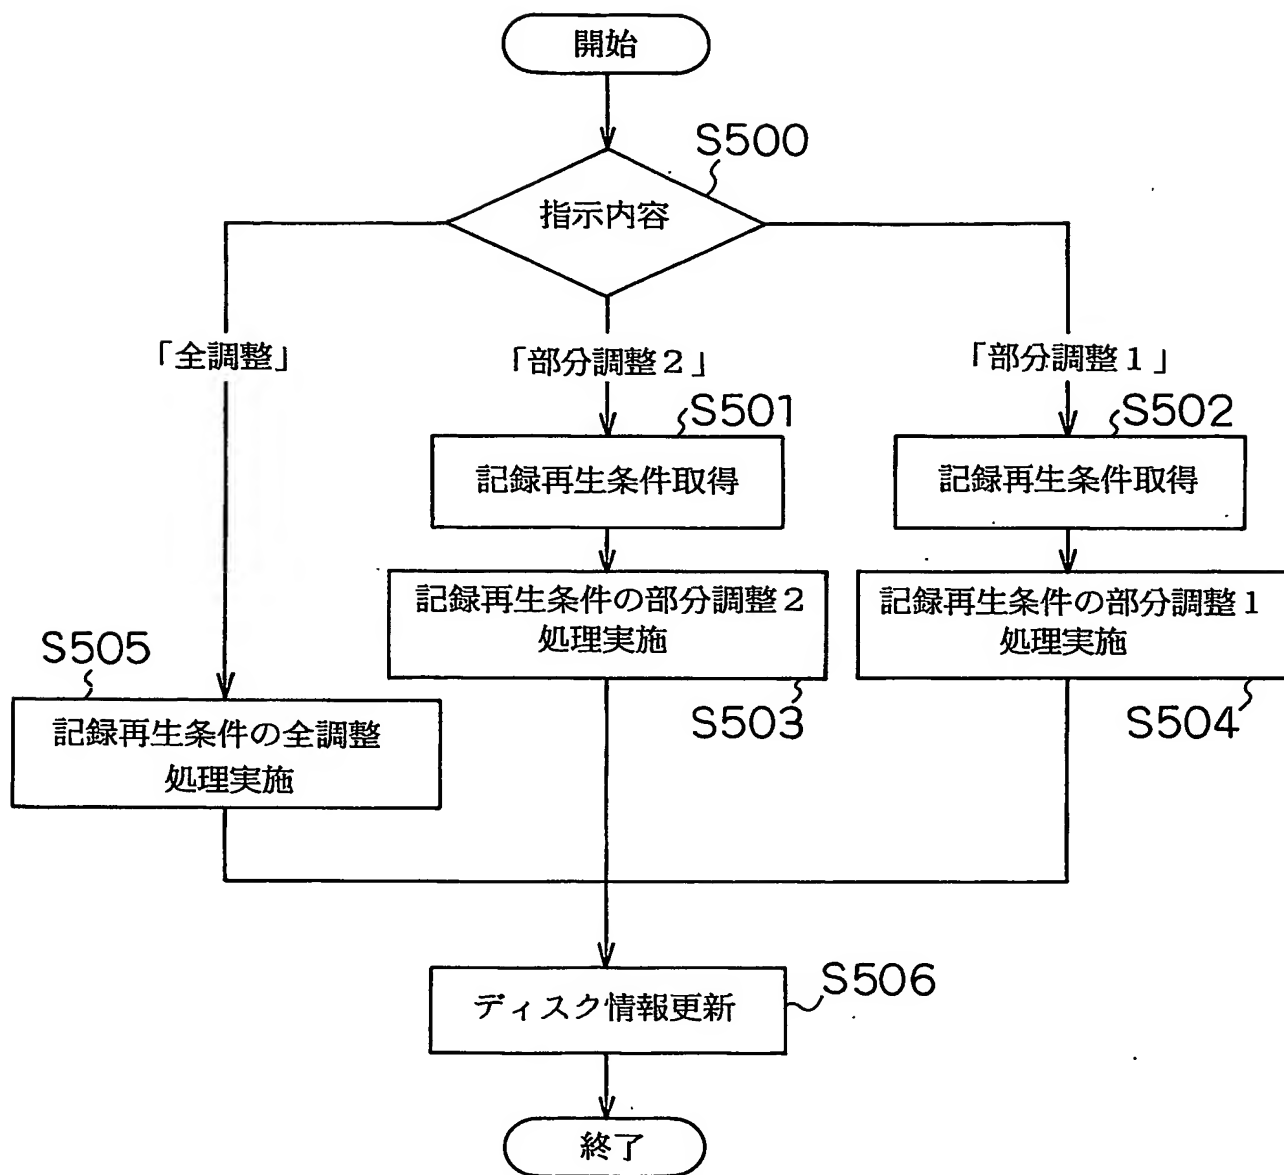 開始
S500
指示内容
「全調整」
「部分調整２」
「部分調整１」
S501
S502
記録再生条件取得
記録再生条件取得
記録再生条件の部分調整２
処理実施
記録再生条件の部分調整１
処理実施
S505
S503
S504
記録再生条件の全調整
処理実施
S506
ディスク情報更新
終了